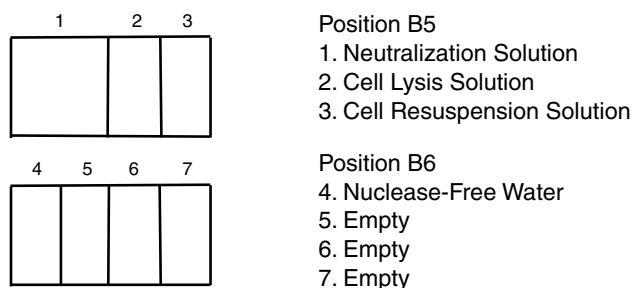 1 2 3
Position B5
1. Neutralization Solution
2. Cell Lysis Solution
3. Cell Resuspension Solution
4 5 6 7
Position B6
4. Nuclease-Free Water
5. Empty
6. Empty
7. Empty